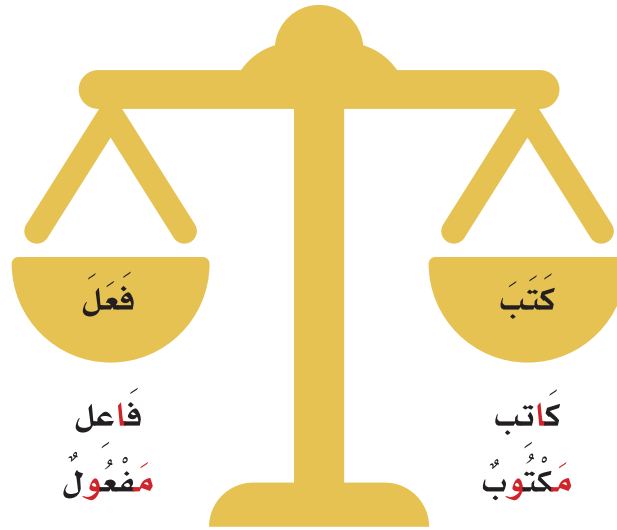 كَتَبَ
فَعَلَ
كَاتب
فَاعل
مَكْتُوبٌ
مَفْعُولٌ